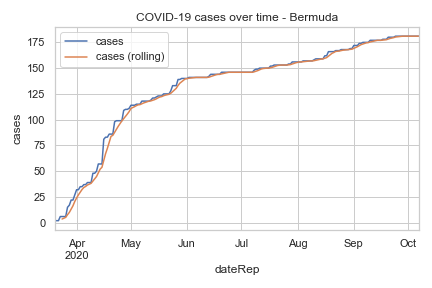 COVID-19 cases over time - Bermuda
cases
cases (rolling)
175
150
125
100
75
50
25
0
cases
Apr May Jun Jul Aug Sep Oct
2020
dateRep